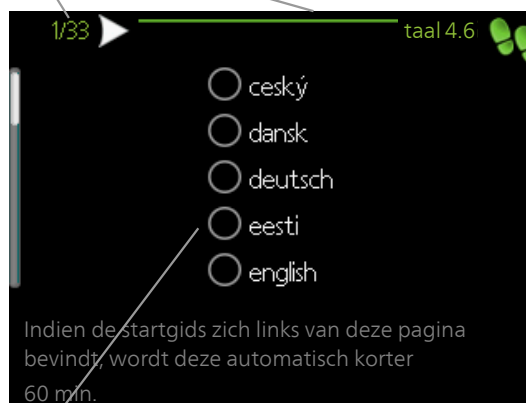 1/33
taal 4.6
ceský
dansk
deutsch
eesti
english
Indien de startgids zich links van deze pagina
bevindt, wordt deze automatisch korter
60 min.